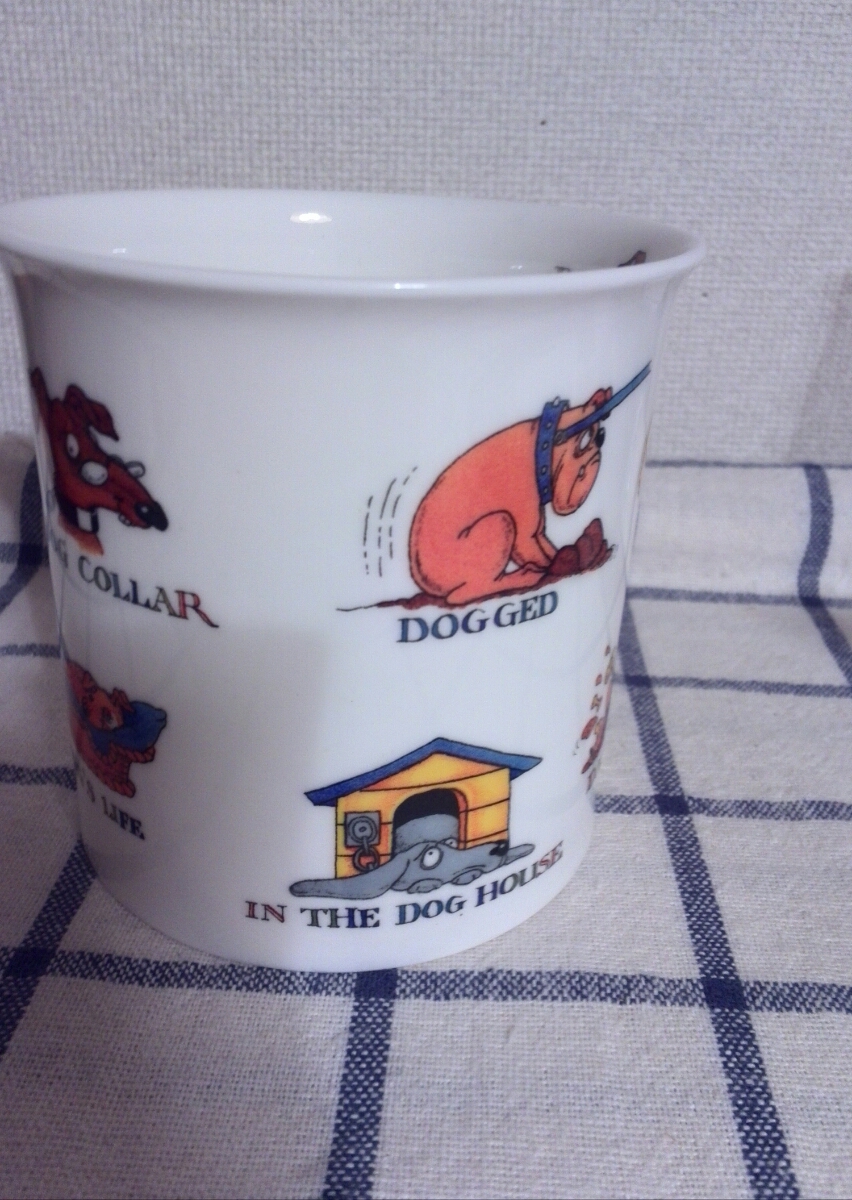 COLLAR
DOGGED
LIFE
IN THE DOG HOUSE